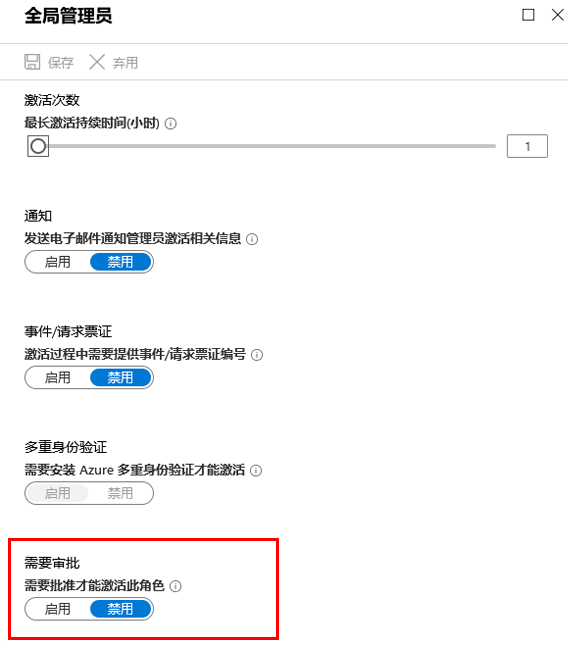 全局管理员
保存 弃用
激活次数
最长激活持续时间(小时)
1
通知
发送电子邮件通知管理员激活相关信息
启用 禁用
事件/请求票证
激活过程中需要提供事件/请求票证编号
启用 禁用
多重身份验证
需要安装 Azure 多重身份验证才能激活
启用 禁用
需要审批
需要批准才能激活此角色
启用 禁用